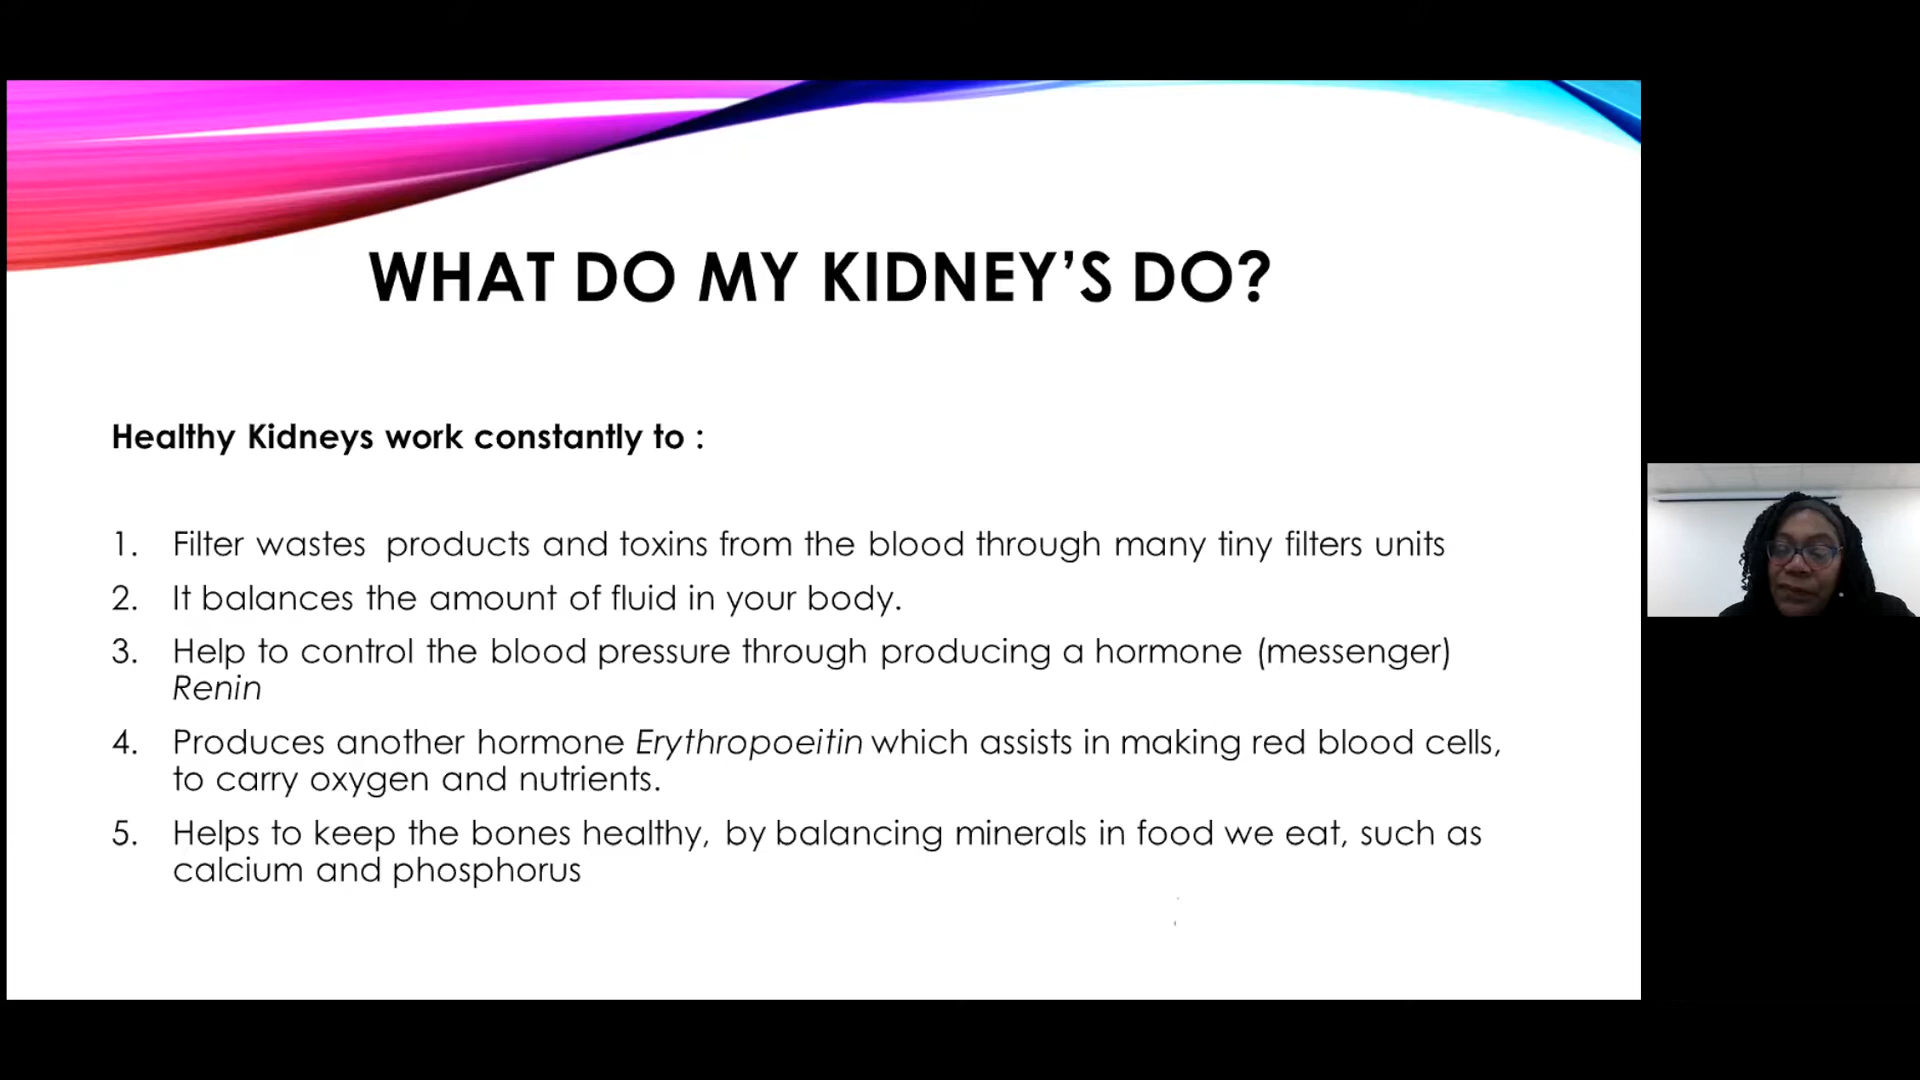 WHAT DO MY KIDNEY’S DO?
Healthy Kidneys work constantly to :
1. Filter wastes products and toxins from the blood through many tiny filters units
2. It balances the amount of fluid in your body.
3. Help to control the blood pressure through producing a hormone (messenger)
Renin
4. Produces another hormone Erythropoeitin which assists in making red blood cells,
to carry oxygen and nutrients.
5. Helps to keep the bones healthy, by balancing minerals in food we eat, such as
calcium and phosphorus